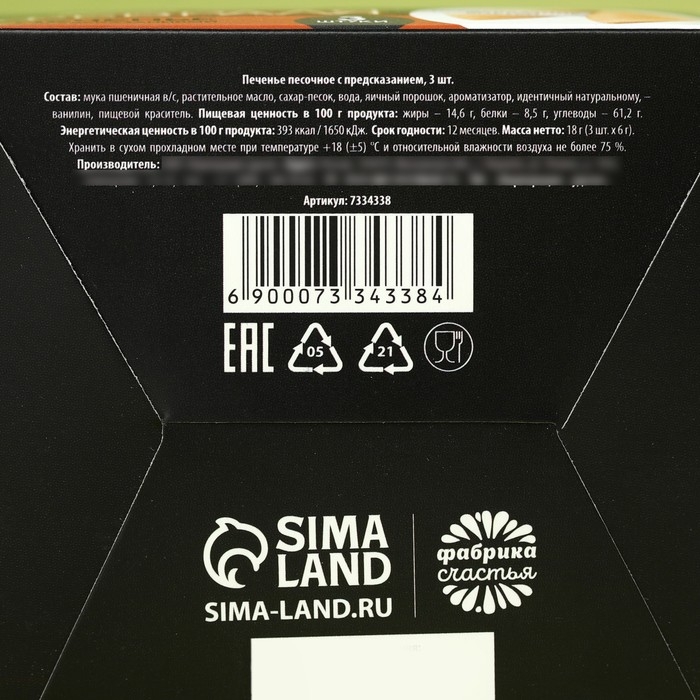 Печенье песочное с предсказанием, 3 шт.
Состав: мука пшеничная в/с, растительное масло, сахар-песок, вода, яичный порошок, ароматизатор, идентичный натуральному, –
ванилин, пищевой краситель. Пищевая ценность в 100 г продукта: жиры – 14,6 г, белки – 8,5 г, углеводы – 61,2 г.
Энергетическая ценность в 100 г продукта: 393 ккал / 1650 кДж. Срок годности: 12 месяцев. Масса нетто: 18 г (3 шт. х 6 г).
Хранить в сухом прохладном месте при температуре +18 (±5) °С и относительной влажности воздуха не более 75 %.
Производитель:
Артикул: 7334338
6 900073 343384
EAC 05 21
SIMA LAND
SIMA-LAND.RU
фабрика
счастья